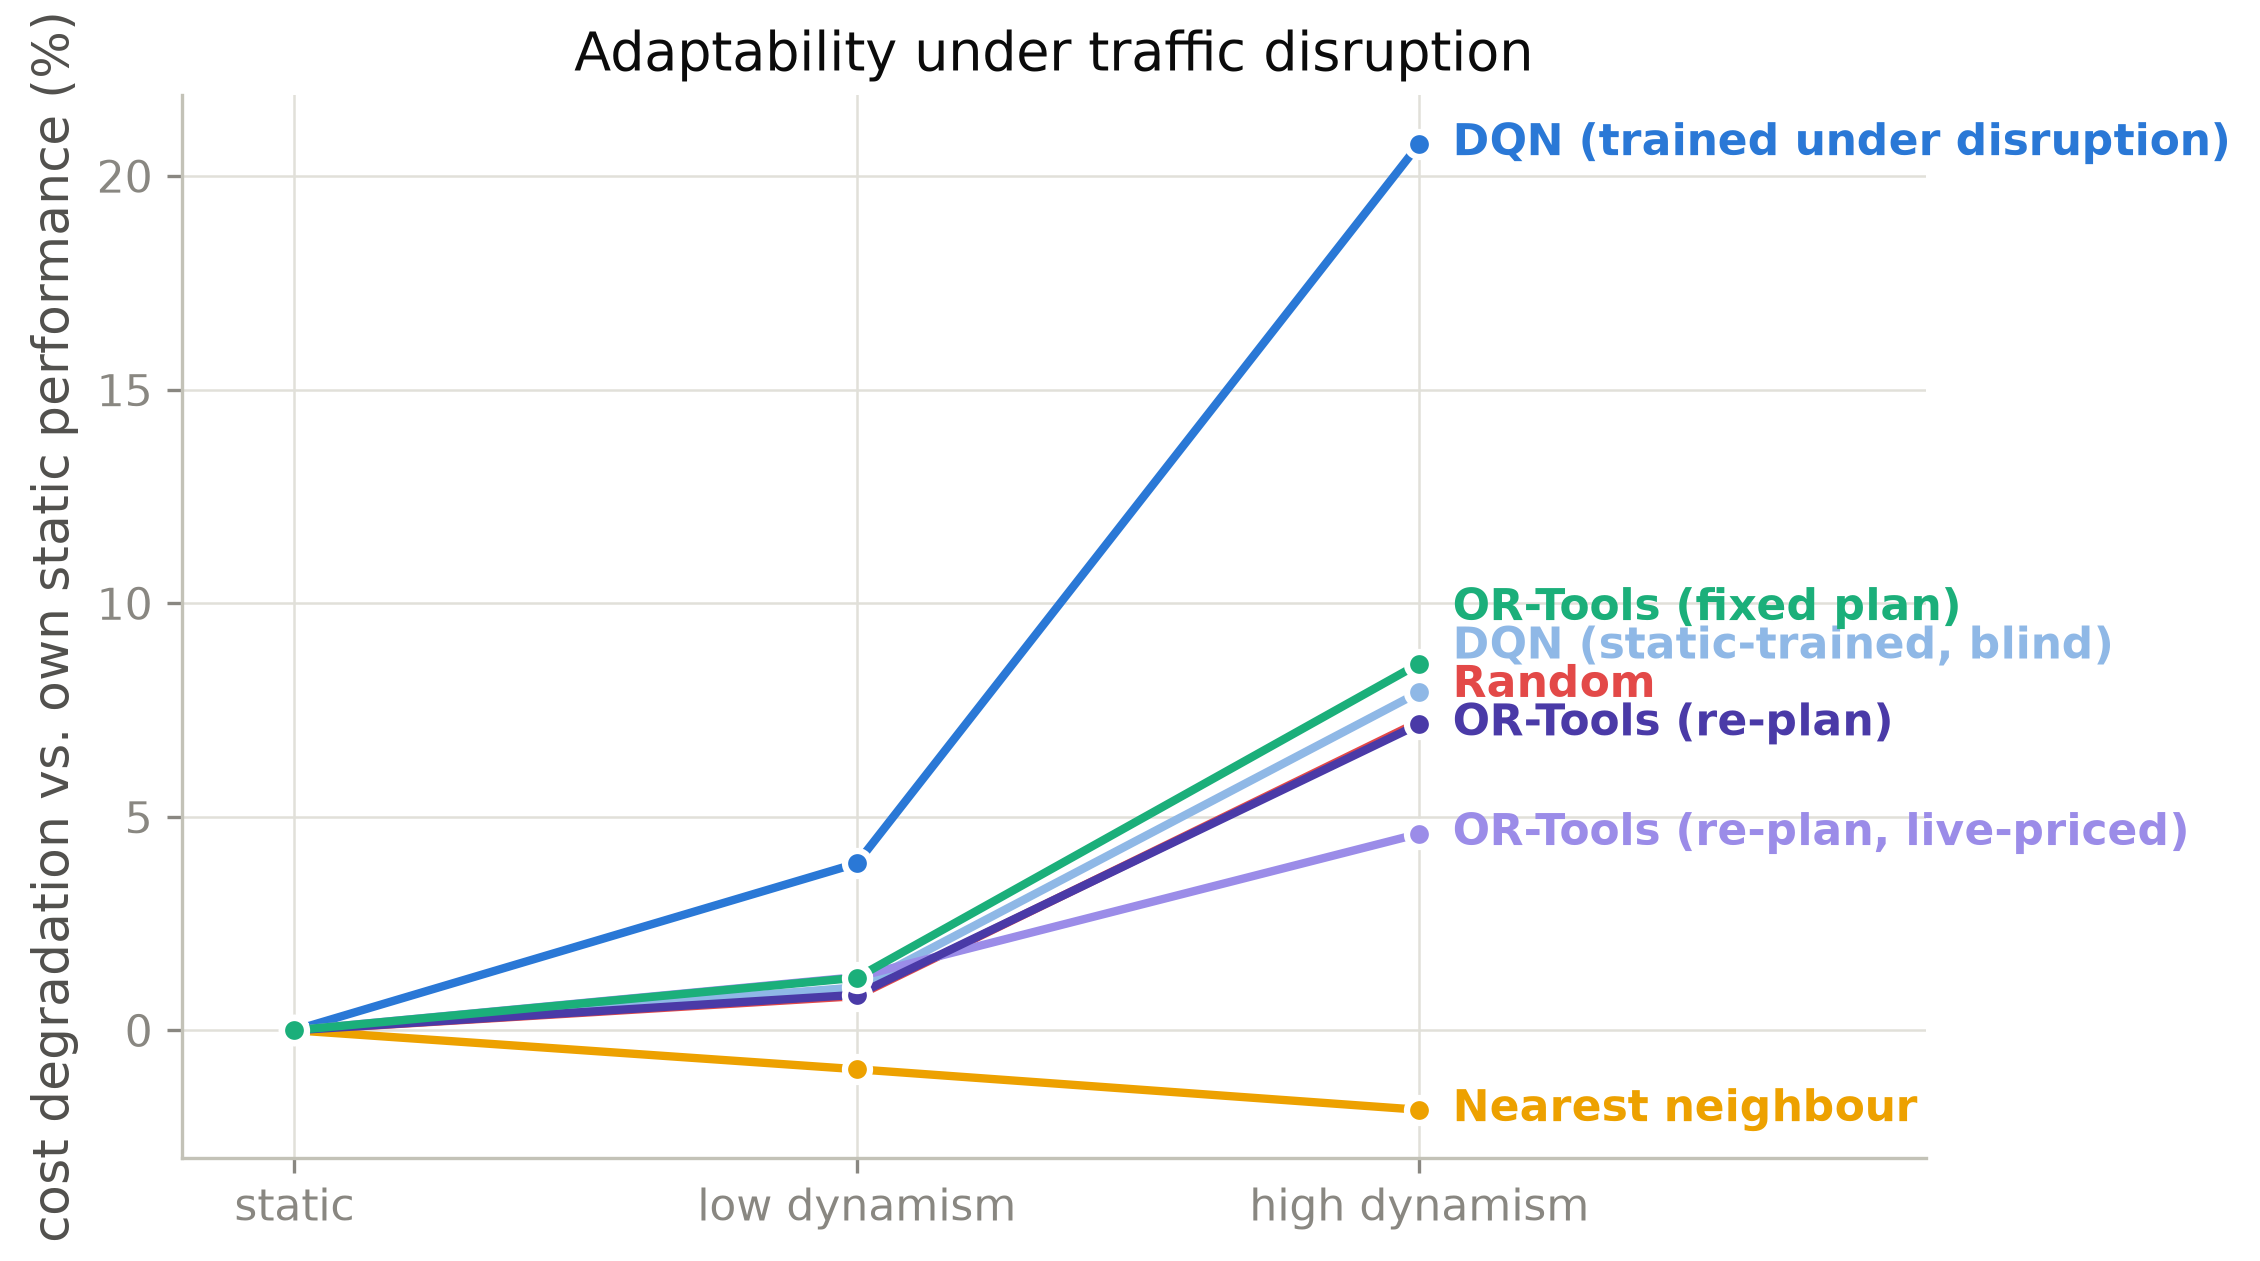 Adaptability under traffic disruption
cost degradation vs. own static performance (%)
20
15
10
5
0
static
low dynamism
high dynamism
DQN (trained under disruption)
OR-Tools (fixed plan)
DQN (static-trained, blind)
Random
OR-Tools (re-plan)
OR-Tools (re-plan, live-priced)
Nearest neighbour